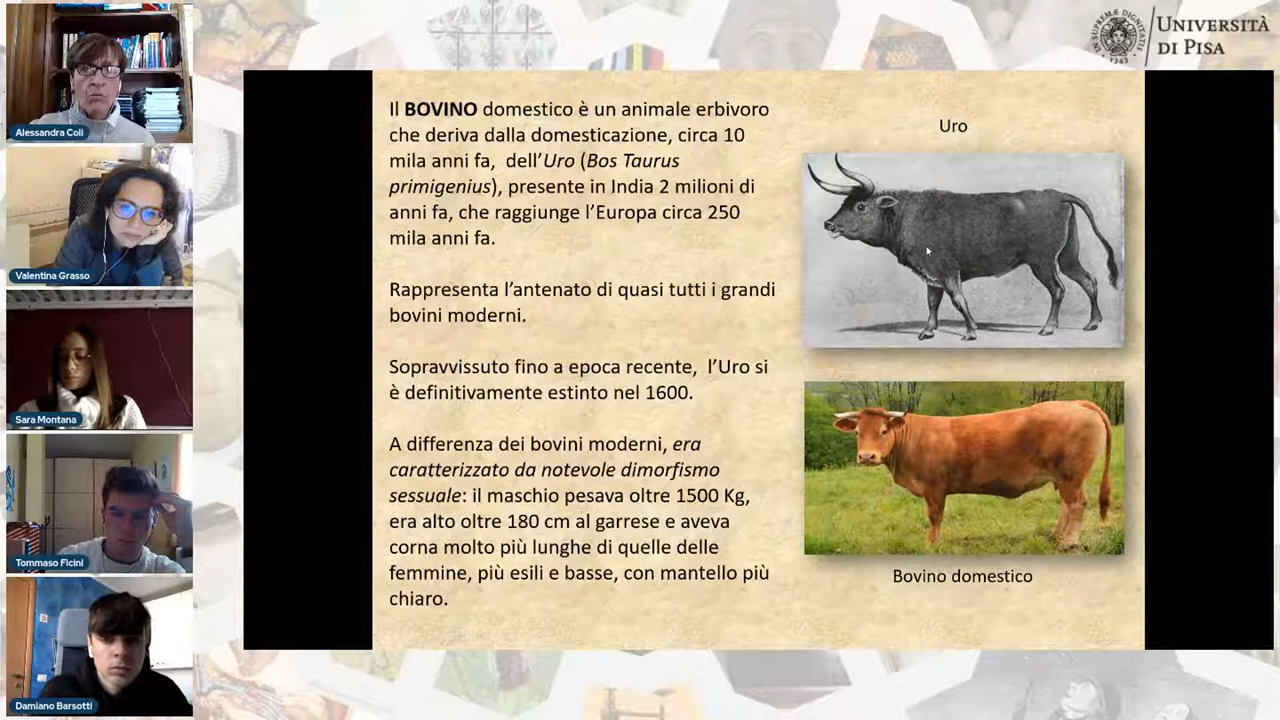 UNIVERSITÀ
DI PISA
IN SUPREMÆ DIGNITATIS
1343
Alessandra Coli
Valentina Grasso
Sara Montana
Tommaso Ficini
Damiano Barsotti
Il BOVINO domestico è un animale erbivoro
che deriva dalla domesticazione, circa 10
mila anni fa, dell’Uro (Bos Taurus
primigenius), presente in India 2 milioni di
anni fa, che raggiunge l’Europa circa 250
mila anni fa.
Rappresenta l’antenato di quasi tutti i grandi
bovini moderni.
Sopravvissuto fino a epoca recente, l’Uro si
è definitivamente estinto nel 1600.
A differenza dei bovini moderni, era
caratterizzato da notevole dimorfismo
sessuale: il maschio pesava oltre 1500 Kg,
era alto oltre 180 cm al garrese e aveva
corna molto più lunghe di quelle delle
femmine, più esili e basse, con mantello più
chiaro.
Uro
Bovino domestico